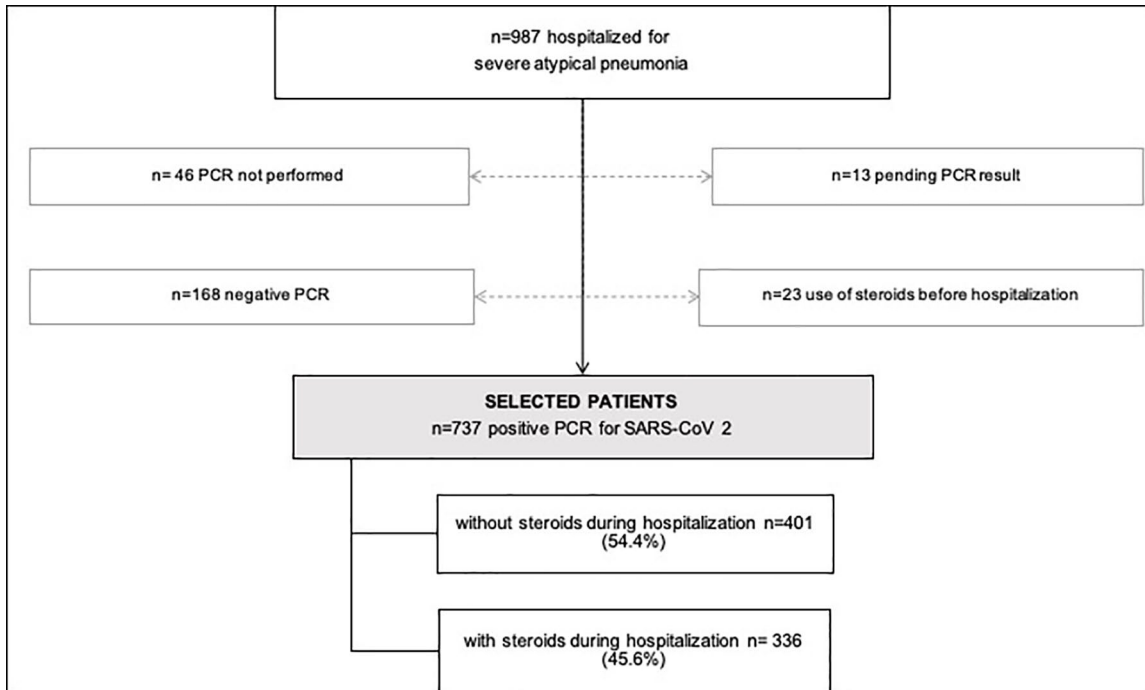 n=987 hospitalized for
severe atypical pneumonia
n= 46 PCR not performed
n=13 pending PCR result
n=168 negative PCR
n=23 use of steroids before hospitalization
SELECTED PATIENTS
n=737 positive PCR for SARS-CoV 2
without steroids during hospitalization n=401
(54.4%)
with steroids during hospitalization n= 336
(45.6%)